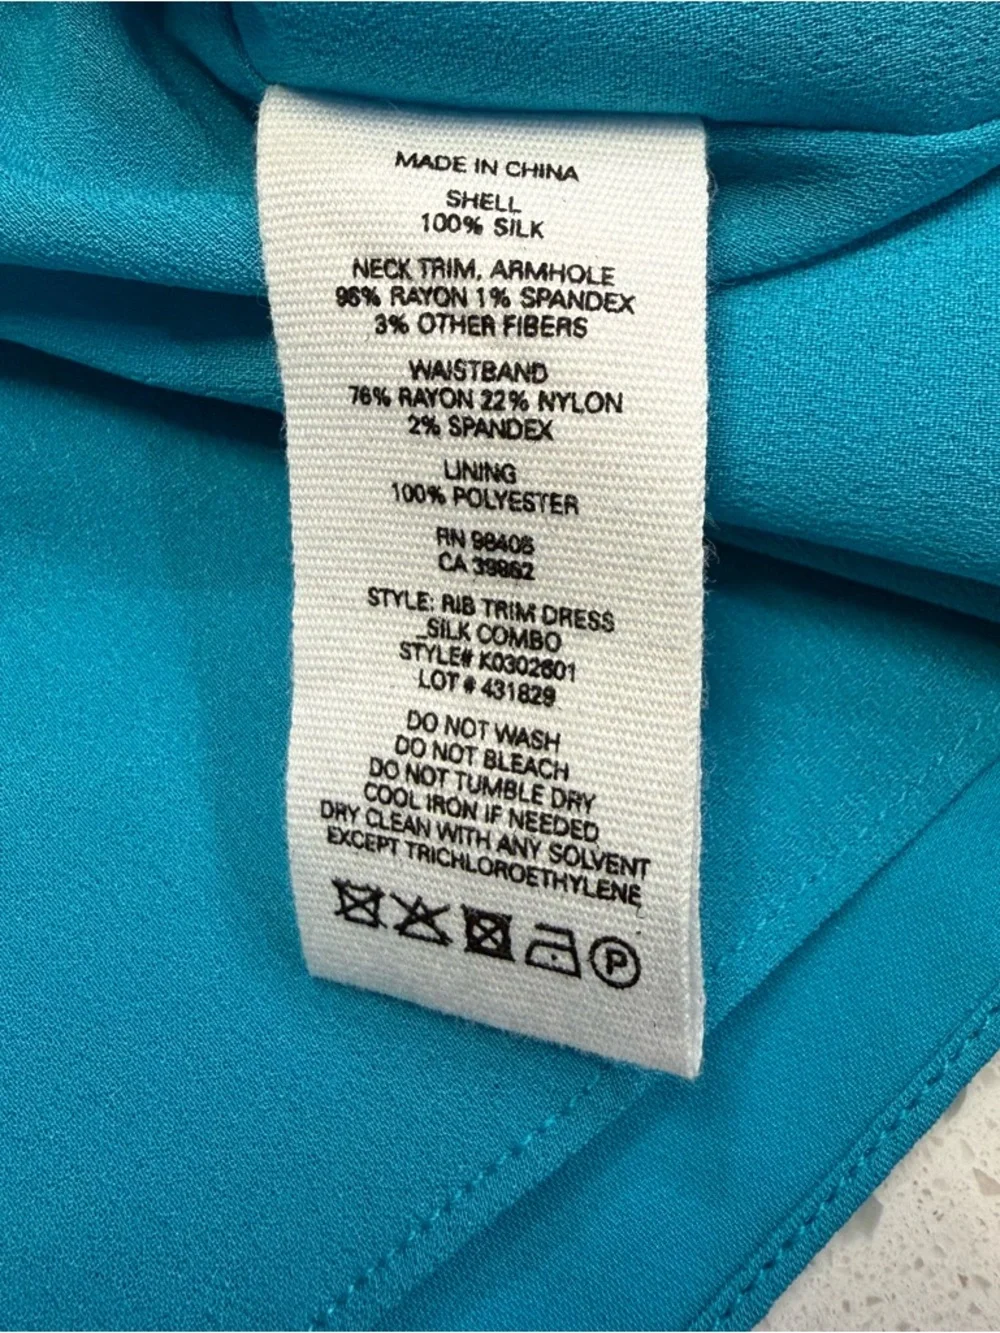 MADE IN CHINA
SHELL
100% SILK
NECK TRIM, ARMHOLE
96% RAYON 1% SPANDEX
3% OTHER FIBERS
WAISTBAND
76% RAYON 22% NYLON
2% SPANDEX
LINING
100% POLYESTER
RN 98406
CA 39862
STYLE: RIB TRIM DRESS
_SILK COMBO
STYLE# K0302601
LOT # 431829
DO NOT WASH
DO NOT BLEACH
DO NOT TUMBLE DRY
COOL IRON IF NEEDED
DRY CLEAN WITH ANY SOLVENT
EXCEPT TRICHLOROETHYLENE
P